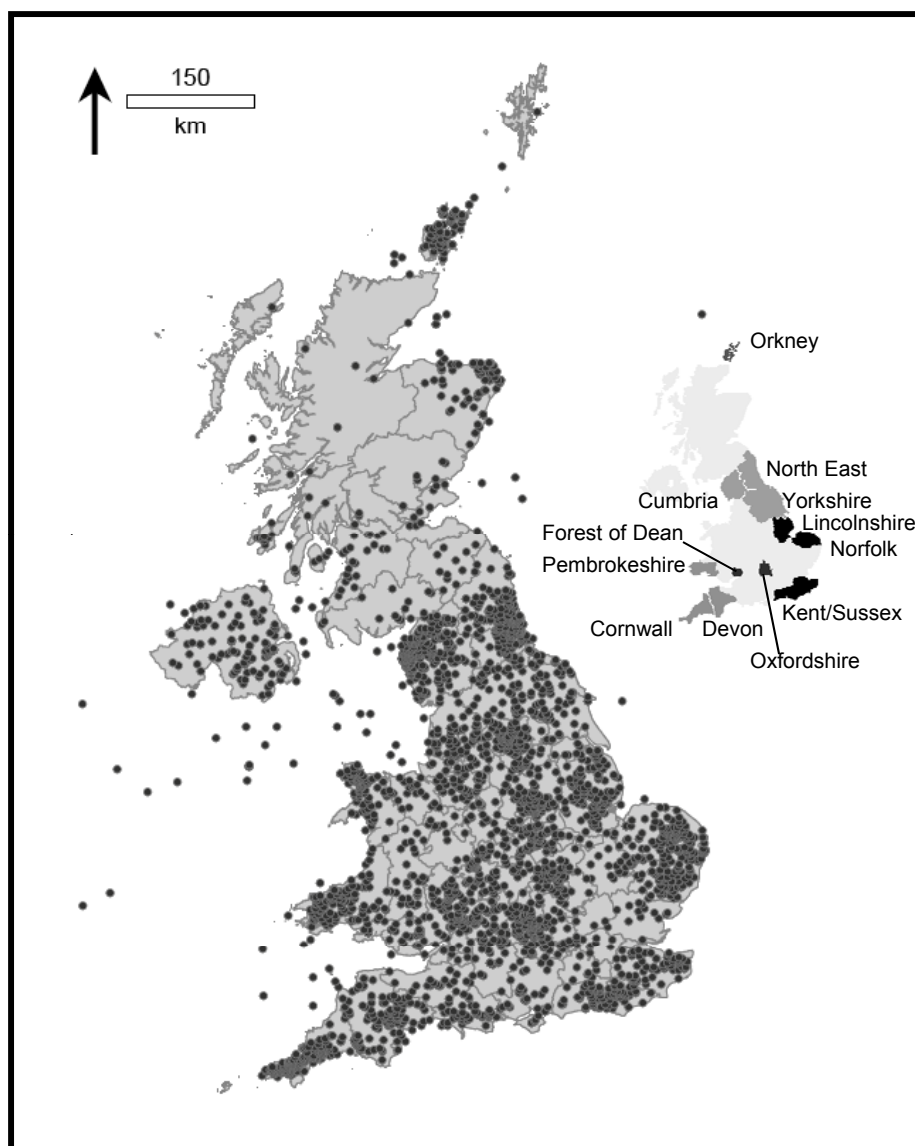 150
km
Orkney
North East
Cumbria
Yorkshire
Lincolnshire
Forest of Dean
Norfolk
Pembrokeshire
Kent/Sussex
Cornwall
Devon
Oxfordshire